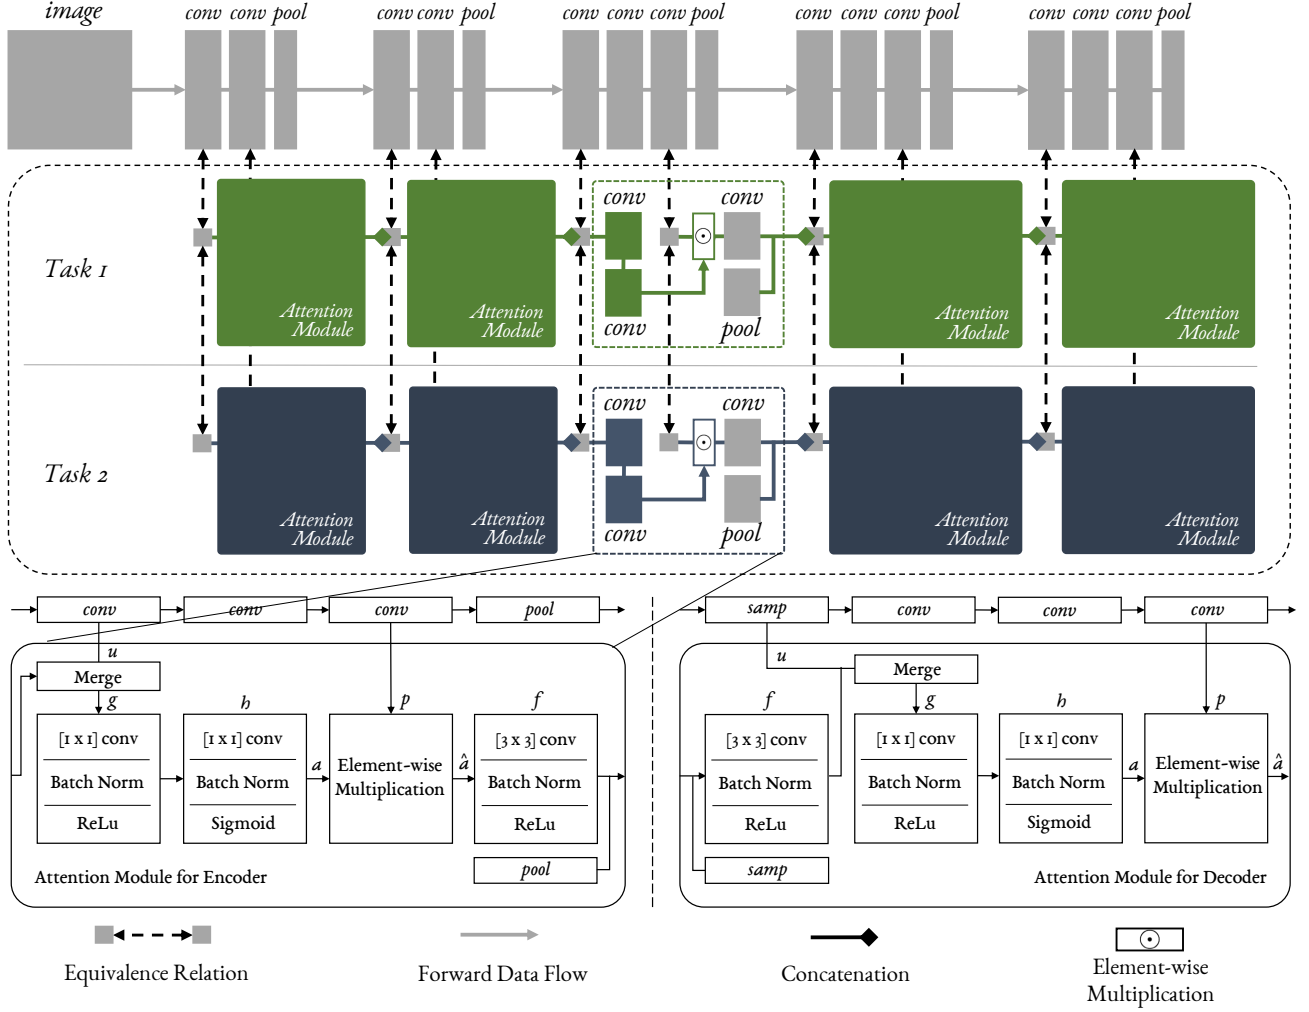 image conv conv pool conv conv pool conv conv conv pool conv conv conv pool conv conv conv pool
Task 1
conv conv
Attention
Module
Attention
Module
conv pool
Attention
Module
Attention
Module
Task 2
conv conv
Attention
Module
Attention
Module
conv pool
Attention
Module
Attention
Module
conv conv conv pool
u
Merge
g h p f
[1 x 1] conv
Batch Norm
ReLu
[1 x 1] conv
Batch Norm
Sigmoid
a
Element-wise
Multiplication
â
[3 x 3] conv
Batch Norm
ReLu
pool
Attention Module for Encoder
samp conv conv conv
u
Merge
f g h p
[3 x 3] conv
Batch Norm
ReLu
[1 x 1] conv
Batch Norm
ReLu
[1 x 1] conv
Batch Norm
Sigmoid
a
Element-wise
Multiplication
â
samp
Attention Module for Decoder
Equivalence Relation
Forward Data Flow
Concatenation
Element-wise
Multiplication